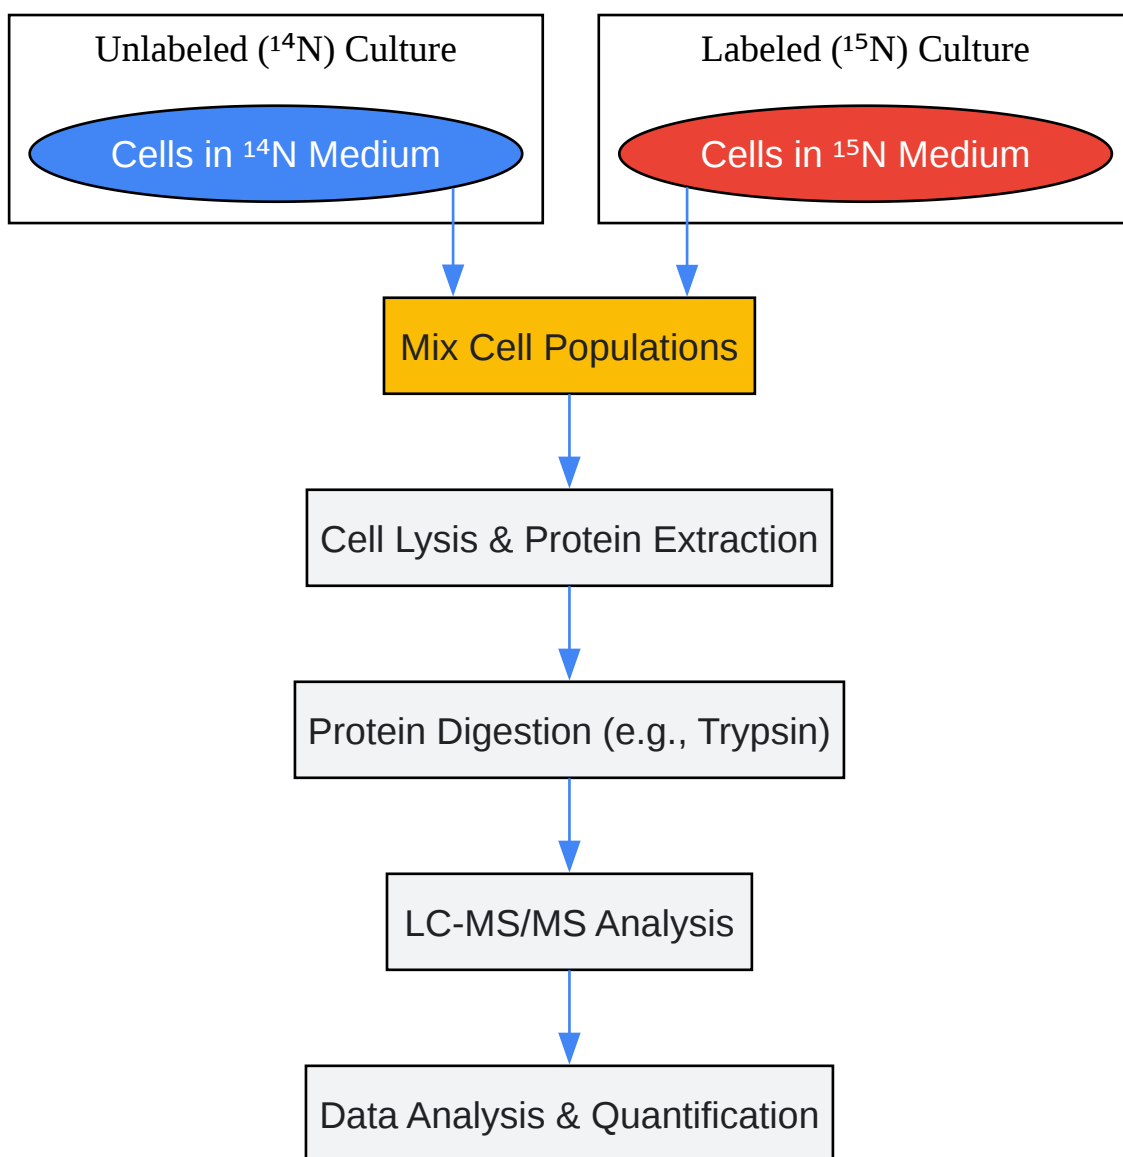 Unlabeled (¹⁴N) Culture
Labeled (¹⁵N) Culture
Cells in ¹⁴N Medium
Cells in ¹⁵N Medium
Mix Cell Populations
Cell Lysis & Protein Extraction
Protein Digestion (e.g., Trypsin)
LC-MS/MS Analysis
Data Analysis & Quantification